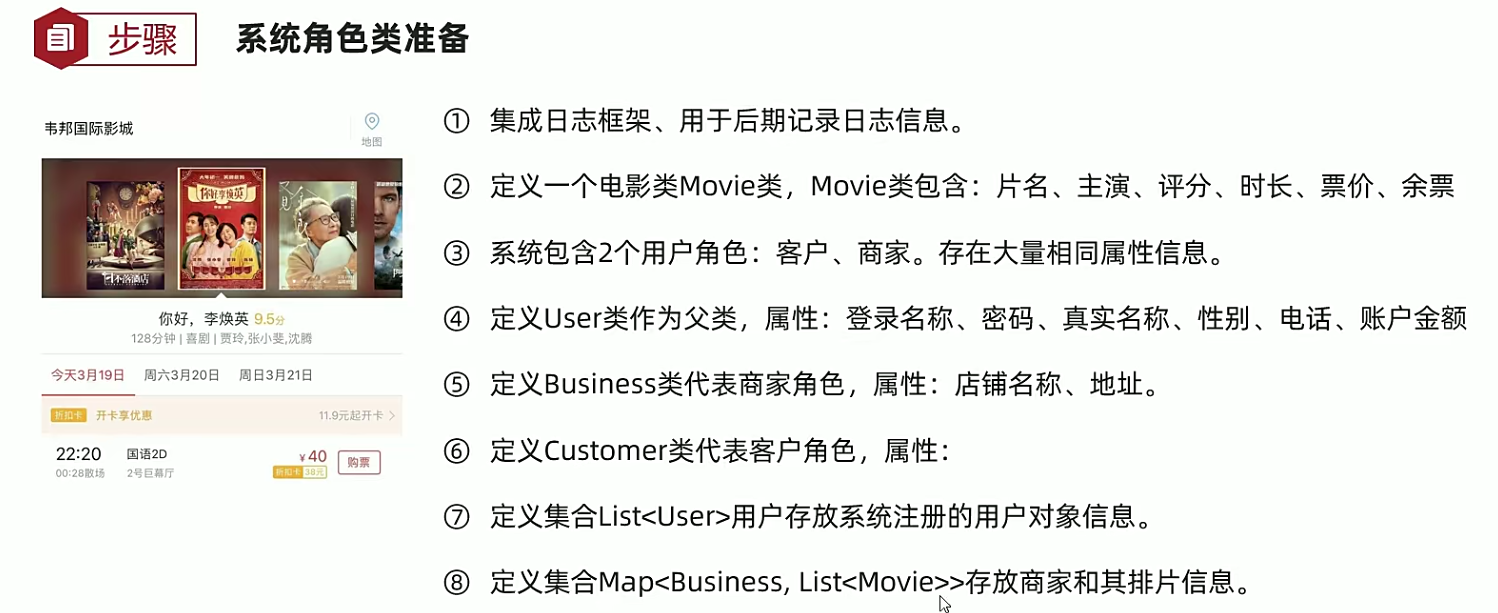 步骤
系统角色类准备
韦邦国际影城
地图
你好李焕英
你好，李焕英 9.5分
128分钟 | 喜剧 | 贾玲,张小斐,沈腾
今天3月19日 周六3月20日 周日3月21日
折扣卡 开卡享优惠 11.9元起开卡
22:20 国语2D ¥40 购票
00:28散场 2号巨幕厅 折扣卡 38元
① 集成日志框架、用于后期记录日志信息。
② 定义一个电影类Movie类，Movie类包含：片名、主演、评分、时长、票价、余票
③ 系统包含2个用户角色：客户、商家。存在大量相同属性信息。
④ 定义User类作为父类，属性：登录名称、密码、真实名称、性别、电话、账户金额
⑤ 定义Business类代表商家角色，属性：店铺名称、地址。
⑥ 定义Customer类代表客户角色，属性：
⑦ 定义集合List<User>用户存放系统注册的用户对象信息。
⑧ 定义集合Map<Business, List<Movie>>存放商家和其排片信息。